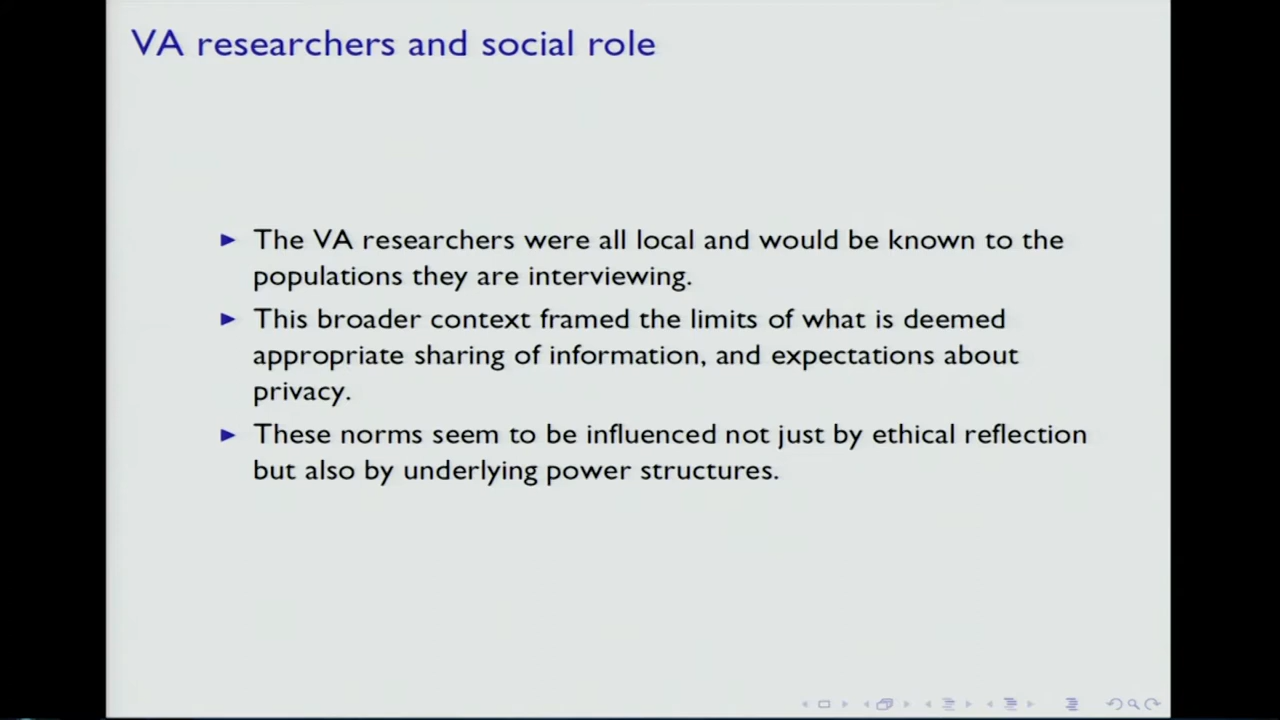 VA researchers and social role
The VA researchers were all local and would be known to the
populations they are interviewing.
This broader context framed the limits of what is deemed
appropriate sharing of information, and expectations about
privacy.
These norms seem to be influenced not just by ethical reflection
but also by underlying power structures.